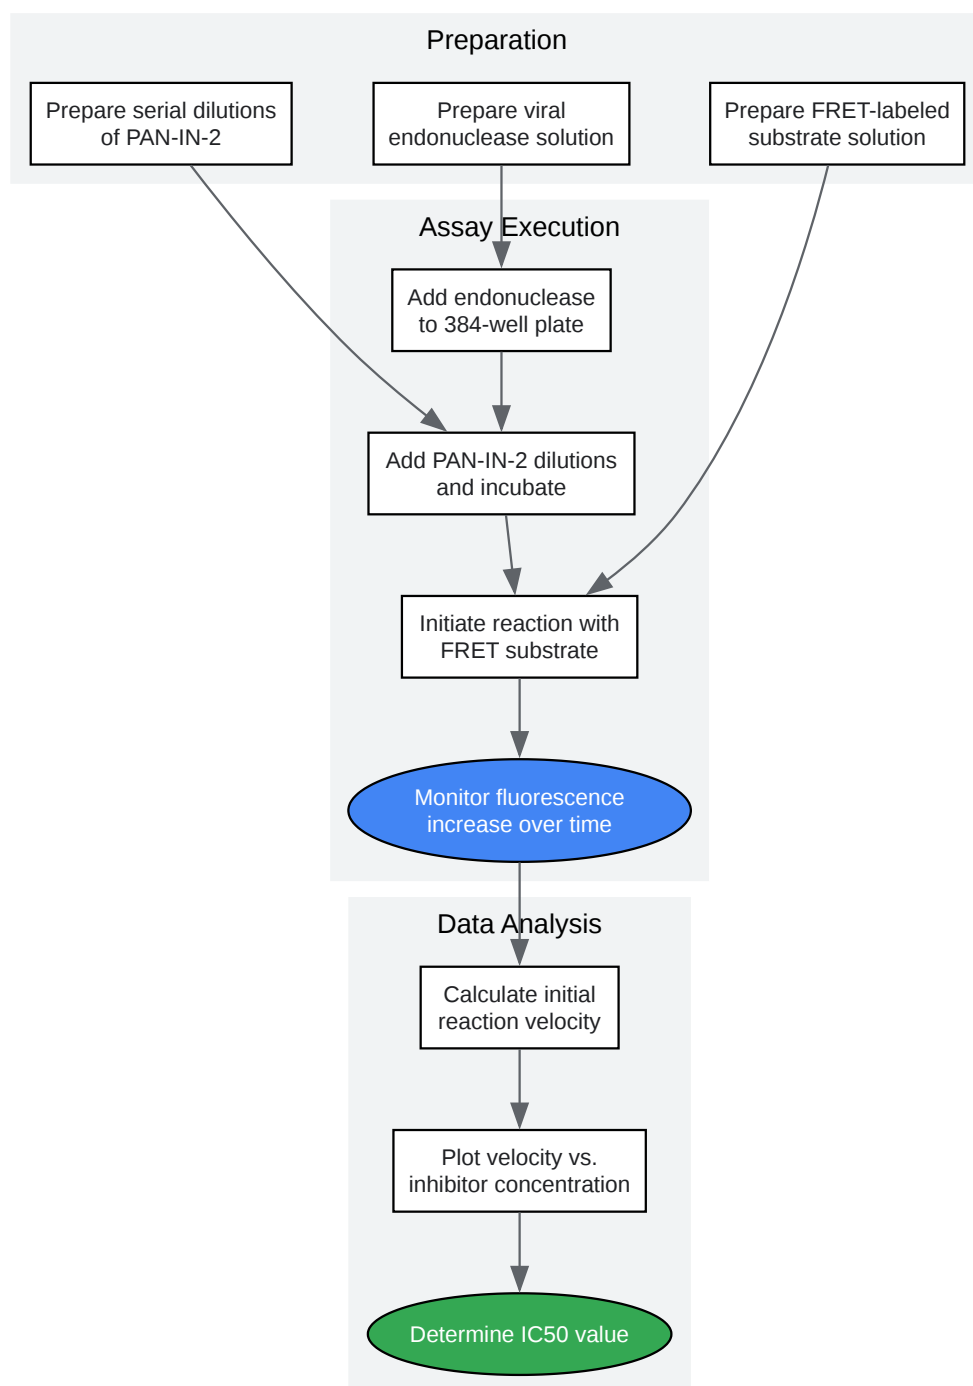 Preparation
Prepare serial dilutions
of PAN-IN-2
Prepare viral
endonuclease solution
Prepare FRET-labeled
substrate solution
Assay Execution
Add endonuclease
to 384-well plate
Add PAN-IN-2 dilutions
and incubate
Initiate reaction with
FRET substrate
Monitor fluorescence
increase over time
Data Analysis
Calculate initial
reaction velocity
Plot velocity vs.
inhibitor concentration
Determine IC50 value